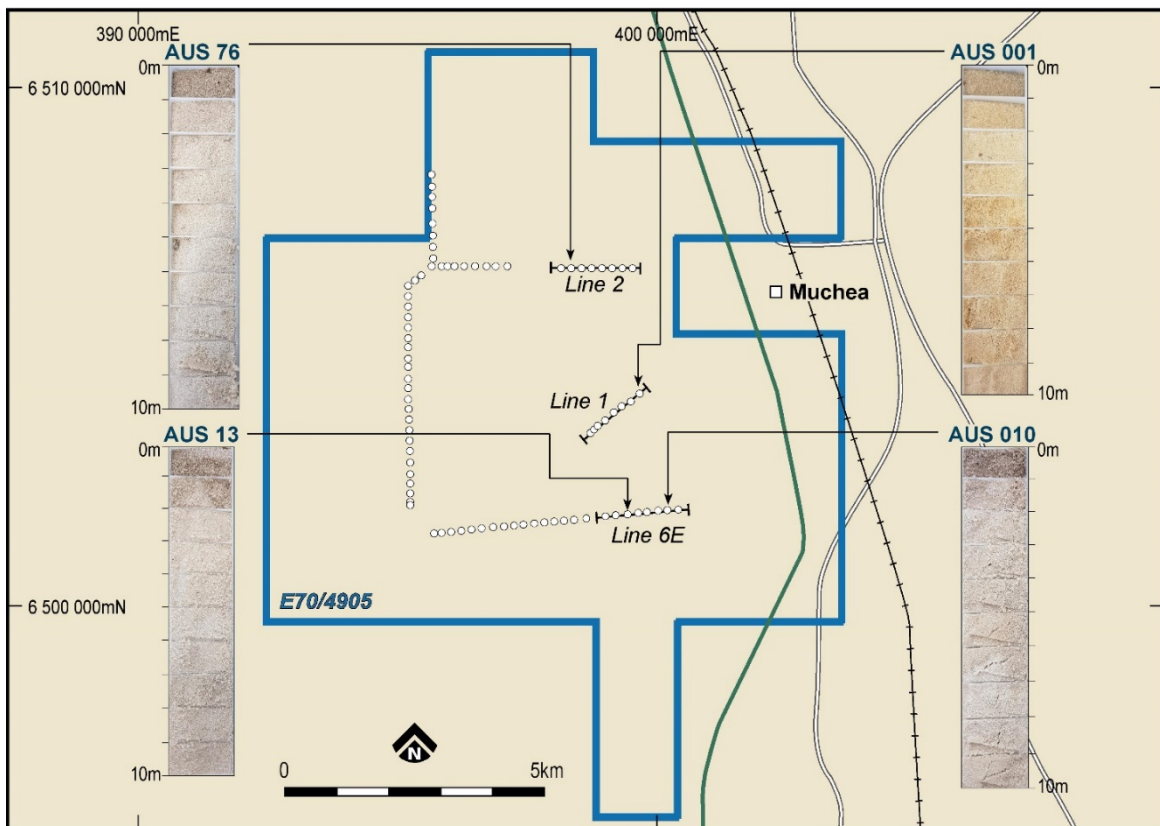 390 000mE
400 000mE
AUS 76
AUS 001
0m
0m
6 510 000mN
Line 2
Muchea
Line 1
10m
10m
AUS 13
AUS 010
0m
0m
Line 6E
6 500 000mN
E70/4905
N
0
5km
10m
10m